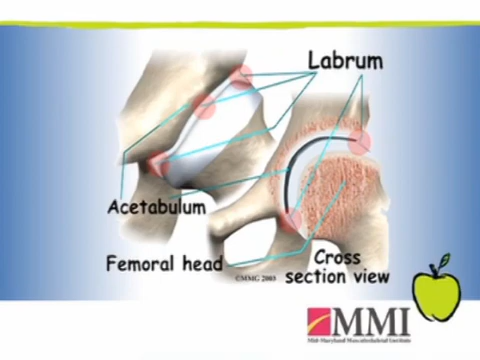 Labrum
Acetabulum
Femoral head
©MMG 2003
Cross
section view
MMI
Mid-Maryland Musculoskeletal Institute